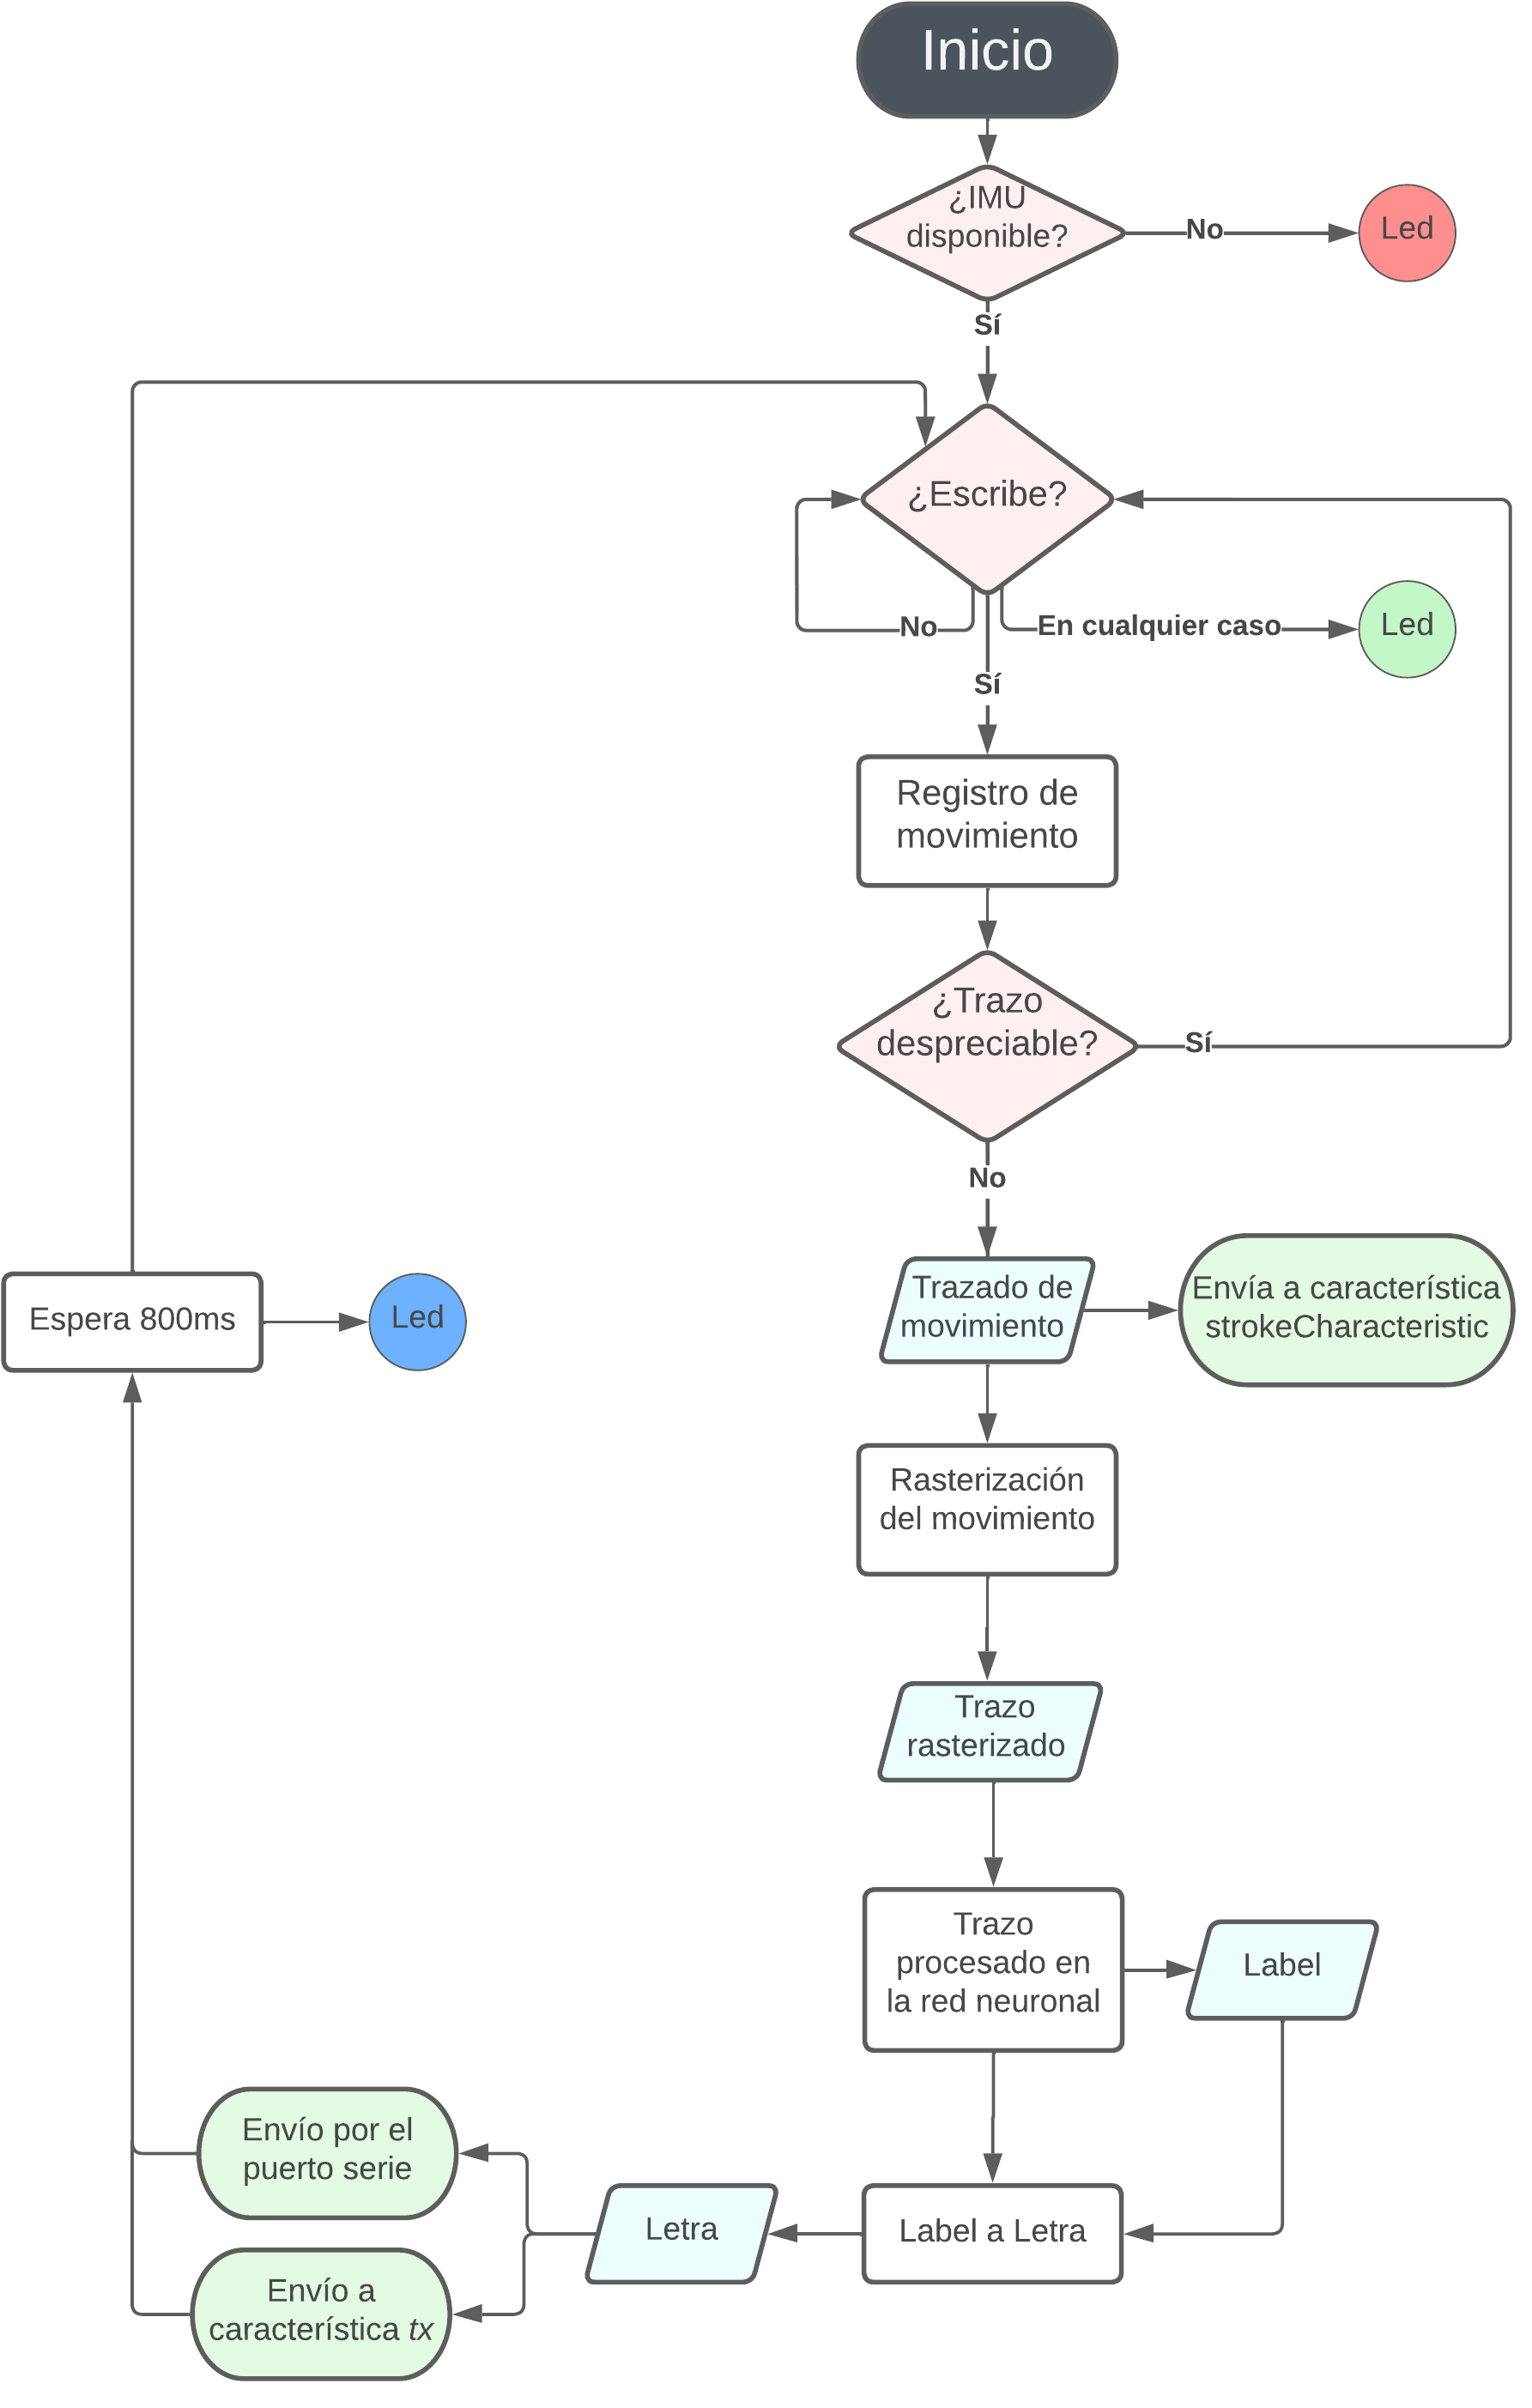 Inicio
¿IMU
disponible?
No
Led
Sí
¿Escribe?
No
En cualquier caso
Led
Sí
Registro de
movimiento
¿Trazo
despreciable?
Sí
No
Trazado de
movimiento
Envía a característica
strokeCharacteristic
Espera 800ms
Led
Rasterización
del movimiento
Trazo
rasterizado
Trazo
procesado en
la red neuronal
Label
Envío por el
puerto serie
Letra
Label a Letra
Envío a
característica tx